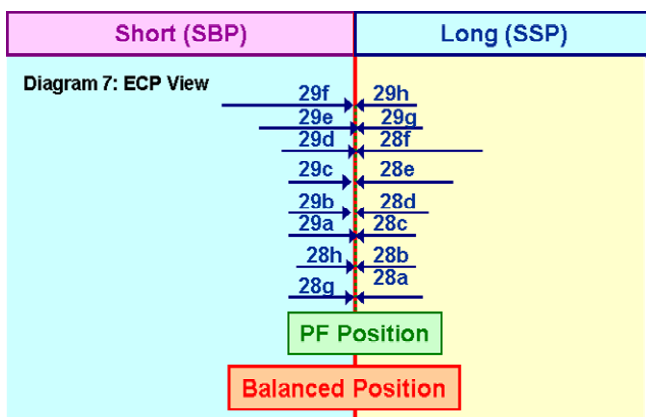 Short (SBP) Long (SSP)
Diagram 7: ECP View
29f 29h
29e 29g
29d 28f
29c 28e
29b 28d
29a 28c
28h 28b
28g 28a
PF Position
Balanced Position